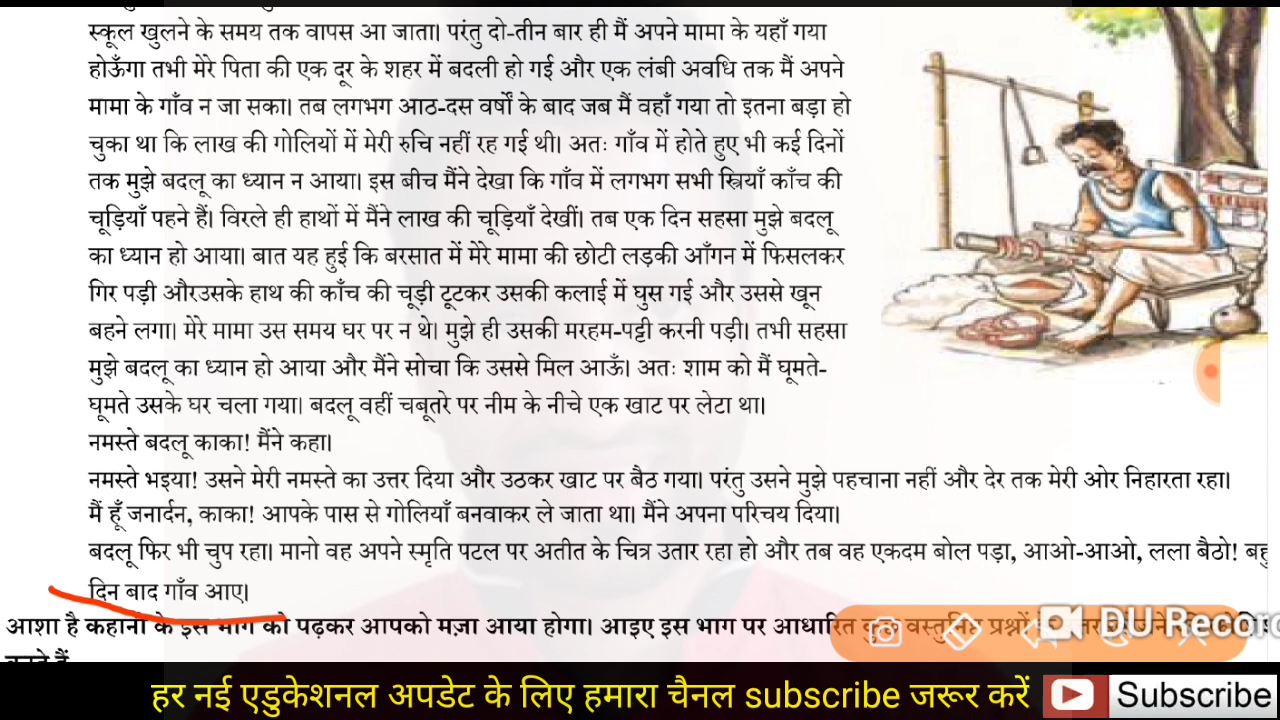 स्कूल खुलने के समय तक वापस आ जाता। परंतु दो-तीन बार ही मैं अपने मामा के यहाँ गया
होऊँगा तभी मेरे पिता की एक दूर के शहर में बदली हो गई और एक लंबी अवधि तक मैं अपने
मामा के गाँव न जा सका। तब लगभग आठ-दस वर्षों के बाद जब मैं वहाँ गया तो इतना बड़ा हो
चुका था कि लाख की गोलियों में मेरी रुचि नहीं रह गई थी। अतः गाँव में होते हुए भी कई दिनों
तक मुझे बदलू का ध्यान न आया। इस बीच मैंने देखा कि गाँव में लगभग सभी स्त्रियाँ काँच की
चूड़ियाँ पहने हैं। विरले ही हाथों में मैंने लाख की चूड़ियाँ देखीं। तब एक दिन सहसा मुझे बदलू
का ध्यान हो आया। बात यह हुई कि बरसात में मेरे मामा की छोटी लड़की आँगन में फिसलकर
गिर पड़ी औरउसके हाथ की काँच की चूड़ी टूटकर उसकी कलाई में घुस गई और उससे खून
बहने लगा। मेरे मामा उस समय घर पर न थे। मुझे ही उसकी मरहम-पट्टी करनी पड़ी। तभी सहसा
मुझे बदलू का ध्यान हो आया और मैंने सोचा कि उससे मिल आऊँ। अतः शाम को मैं घूमते-
घूमते उसके घर चला गया। बदलू वहीं चबूतरे पर नीम के नीचे एक खाट पर लेटा था।
नमस्ते बदलू काका! मैंने कहा।
नमस्ते भइया! उसने मेरी नमस्ते का उत्तर दिया और उठकर खाट पर बैठ गया। परंतु उसने मुझे पहचाना नहीं और देर तक मेरी ओर निहारता रहा।
मैं हूँ जनार्दन, काका! आपके पास से गोलियाँ बनवाकर ले जाता था। मैंने अपना परिचय दिया।
बदलू फिर भी चुप रहा। मानो वह अपने स्मृति पटल पर अतीत के चित्र उतार रहा हो और तब वह एकदम बोल पड़ा, आओ-आओ, लला बैठो!
दिन बाद गाँव आए।
आशा है कहानी के इस भाग को पढ़कर आपको मज़ा आया होगा। आइए इस भाग पर आधारित कुछ वस्तुनिष्ठ प्रश्नों
DU Recor
हर नई एडुकेशनल अपडेट के लिए हमारा चैनल subscribe जरूर करें
Subscribe